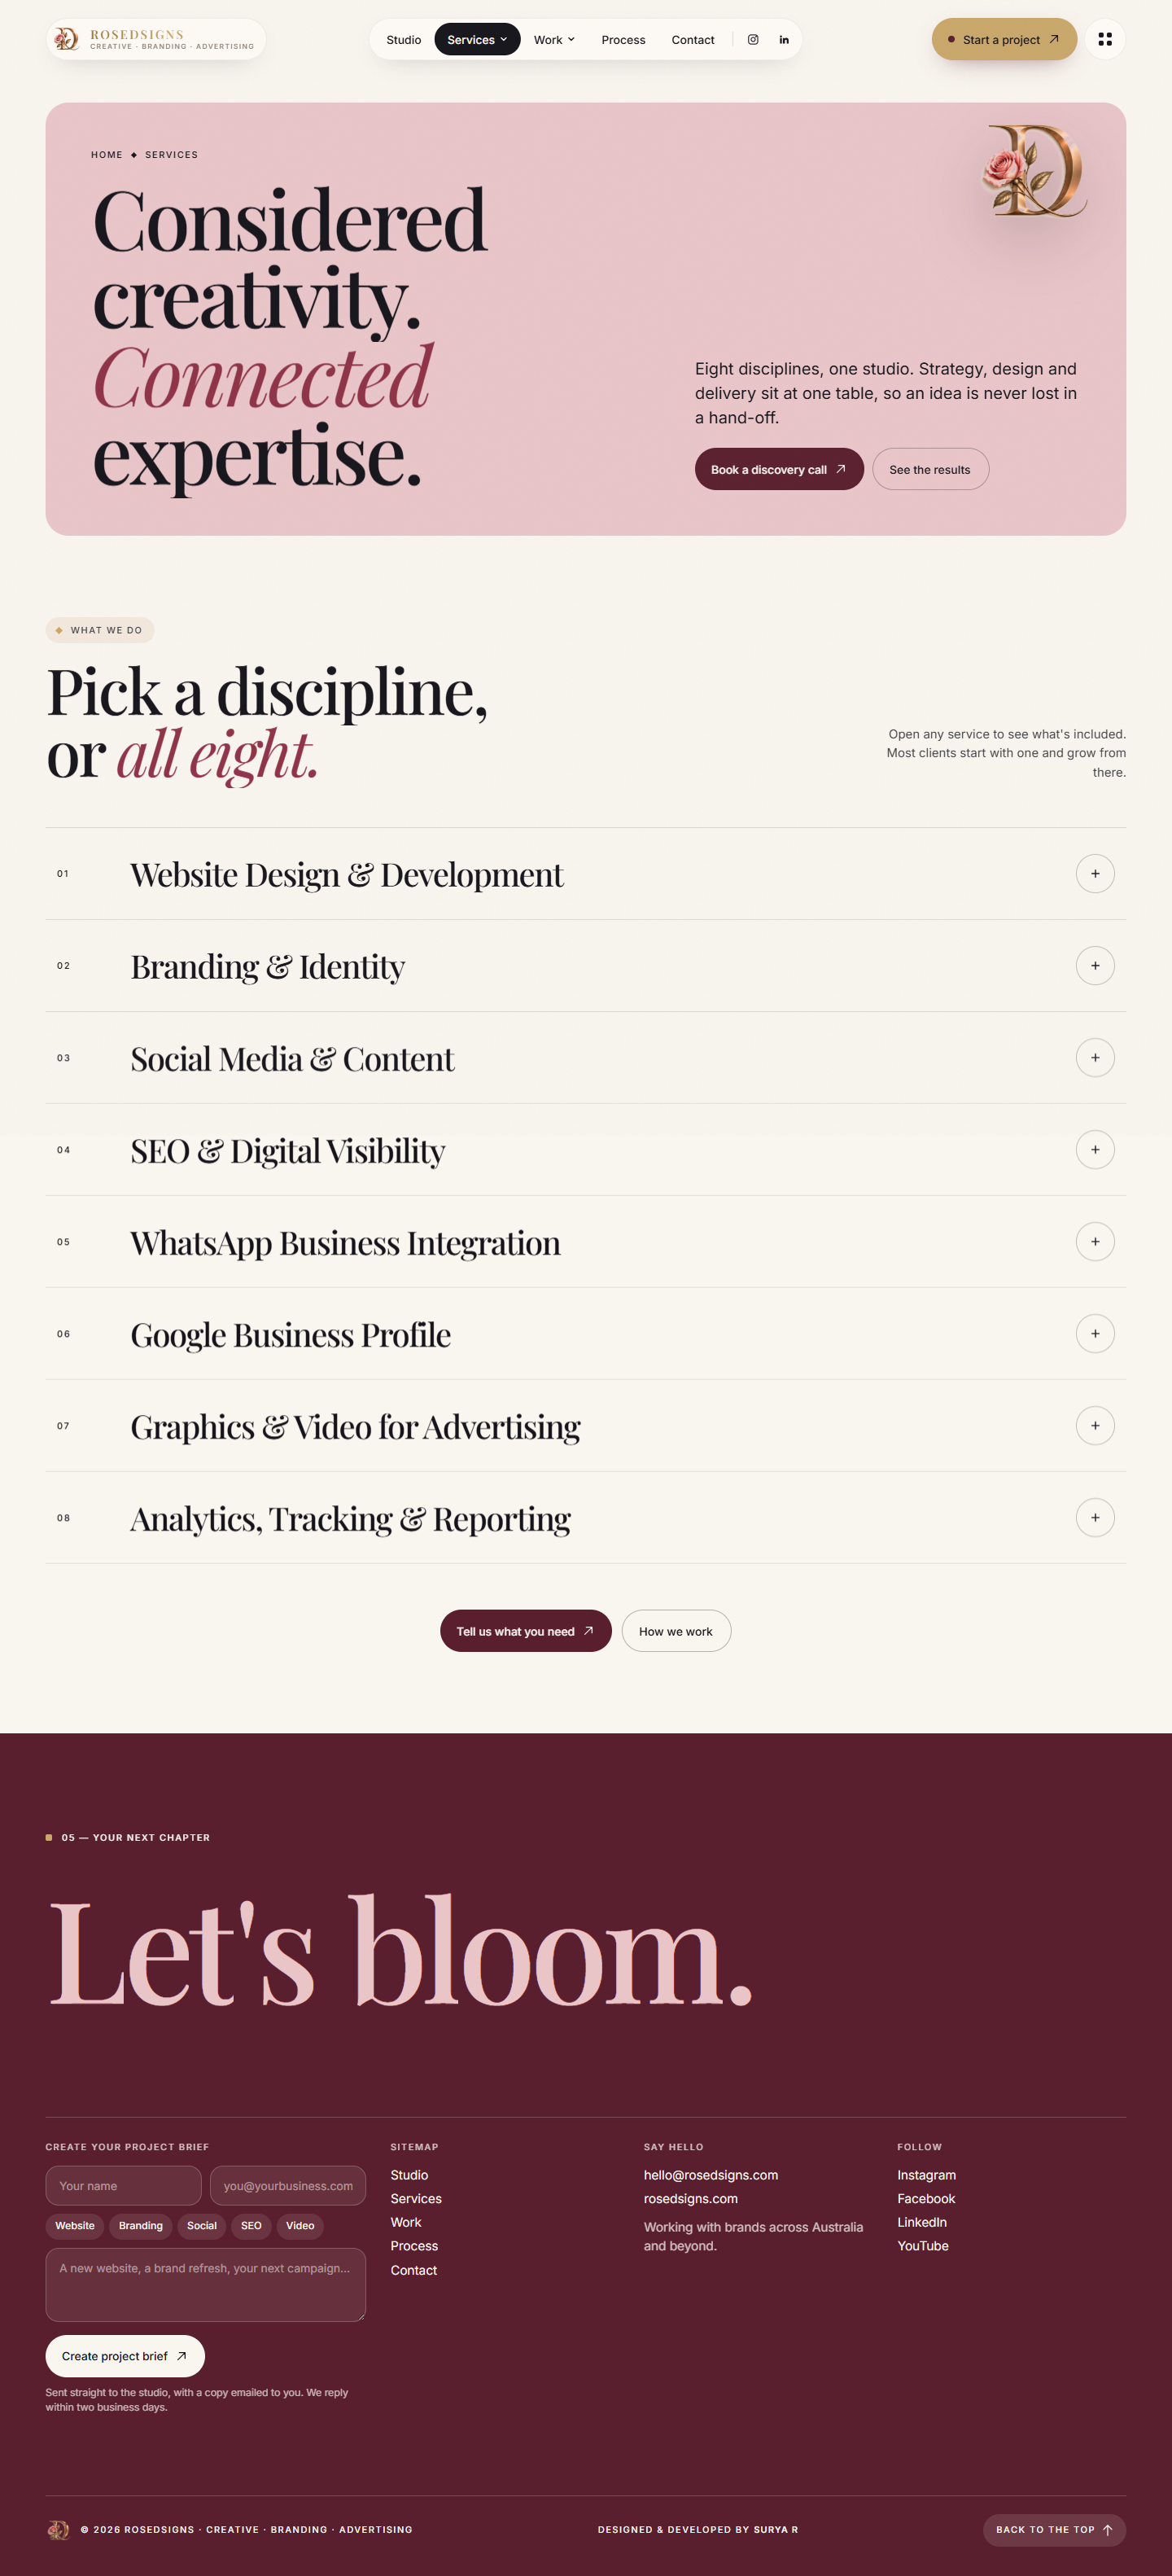 ROSEDSIGNS
CREATIVE · BRANDING · ADVERTISING
Studio
Services
Work
Process
Contact
Start a project
HOME ◆ SERVICES
Considered
creativity.
Connected
expertise.
Eight disciplines, one studio. Strategy, design and
delivery sit at one table, so an idea is never lost in
a hand-off.
Book a discovery call
See the results
WHAT WE DO
Pick a discipline,
or all eight.
Open any service to see what's included.
Most clients start with one and grow from
there.
01 Website Design & Development
02 Branding & Identity
03 Social Media & Content
04 SEO & Digital Visibility
05 WhatsApp Business Integration
06 Google Business Profile
07 Graphics & Video for Advertising
08 Analytics, Tracking & Reporting
Tell us what you need
How we work
05 — YOUR NEXT CHAPTER
Let's bloom.
CREATE YOUR PROJECT BRIEF
Your name
you@yourbusiness.com
Website
Branding
Social
SEO
Video
A new website, a brand refresh, your next campaign...
Create project brief
Sent straight to the studio, with a copy emailed to you. We reply
within two business days.
SITEMAP
Studio
Services
Work
Process
Contact
SAY HELLO
hello@rosedsigns.com
rosedsigns.com
Working with brands across Australia
and beyond.
FOLLOW
Instagram
Facebook
LinkedIn
YouTube
© 2026 ROSEDSIGNS · CREATIVE · BRANDING · ADVERTISING
DESIGNED & DEVELOPED BY SURYA R
BACK TO THE TOP